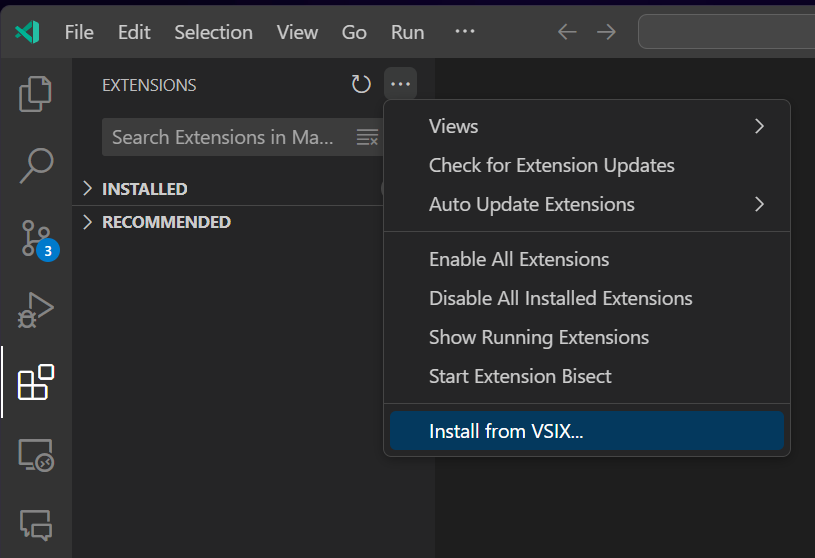 File Edit Selection View Go Run ...
EXTENSIONS
Search Extensions in Ma...
INSTALLED
RECOMMENDED
3
Views
Check for Extension Updates
Auto Update Extensions
Enable All Extensions
Disable All Installed Extensions
Show Running Extensions
Start Extension Bisect
Install from VSIX...